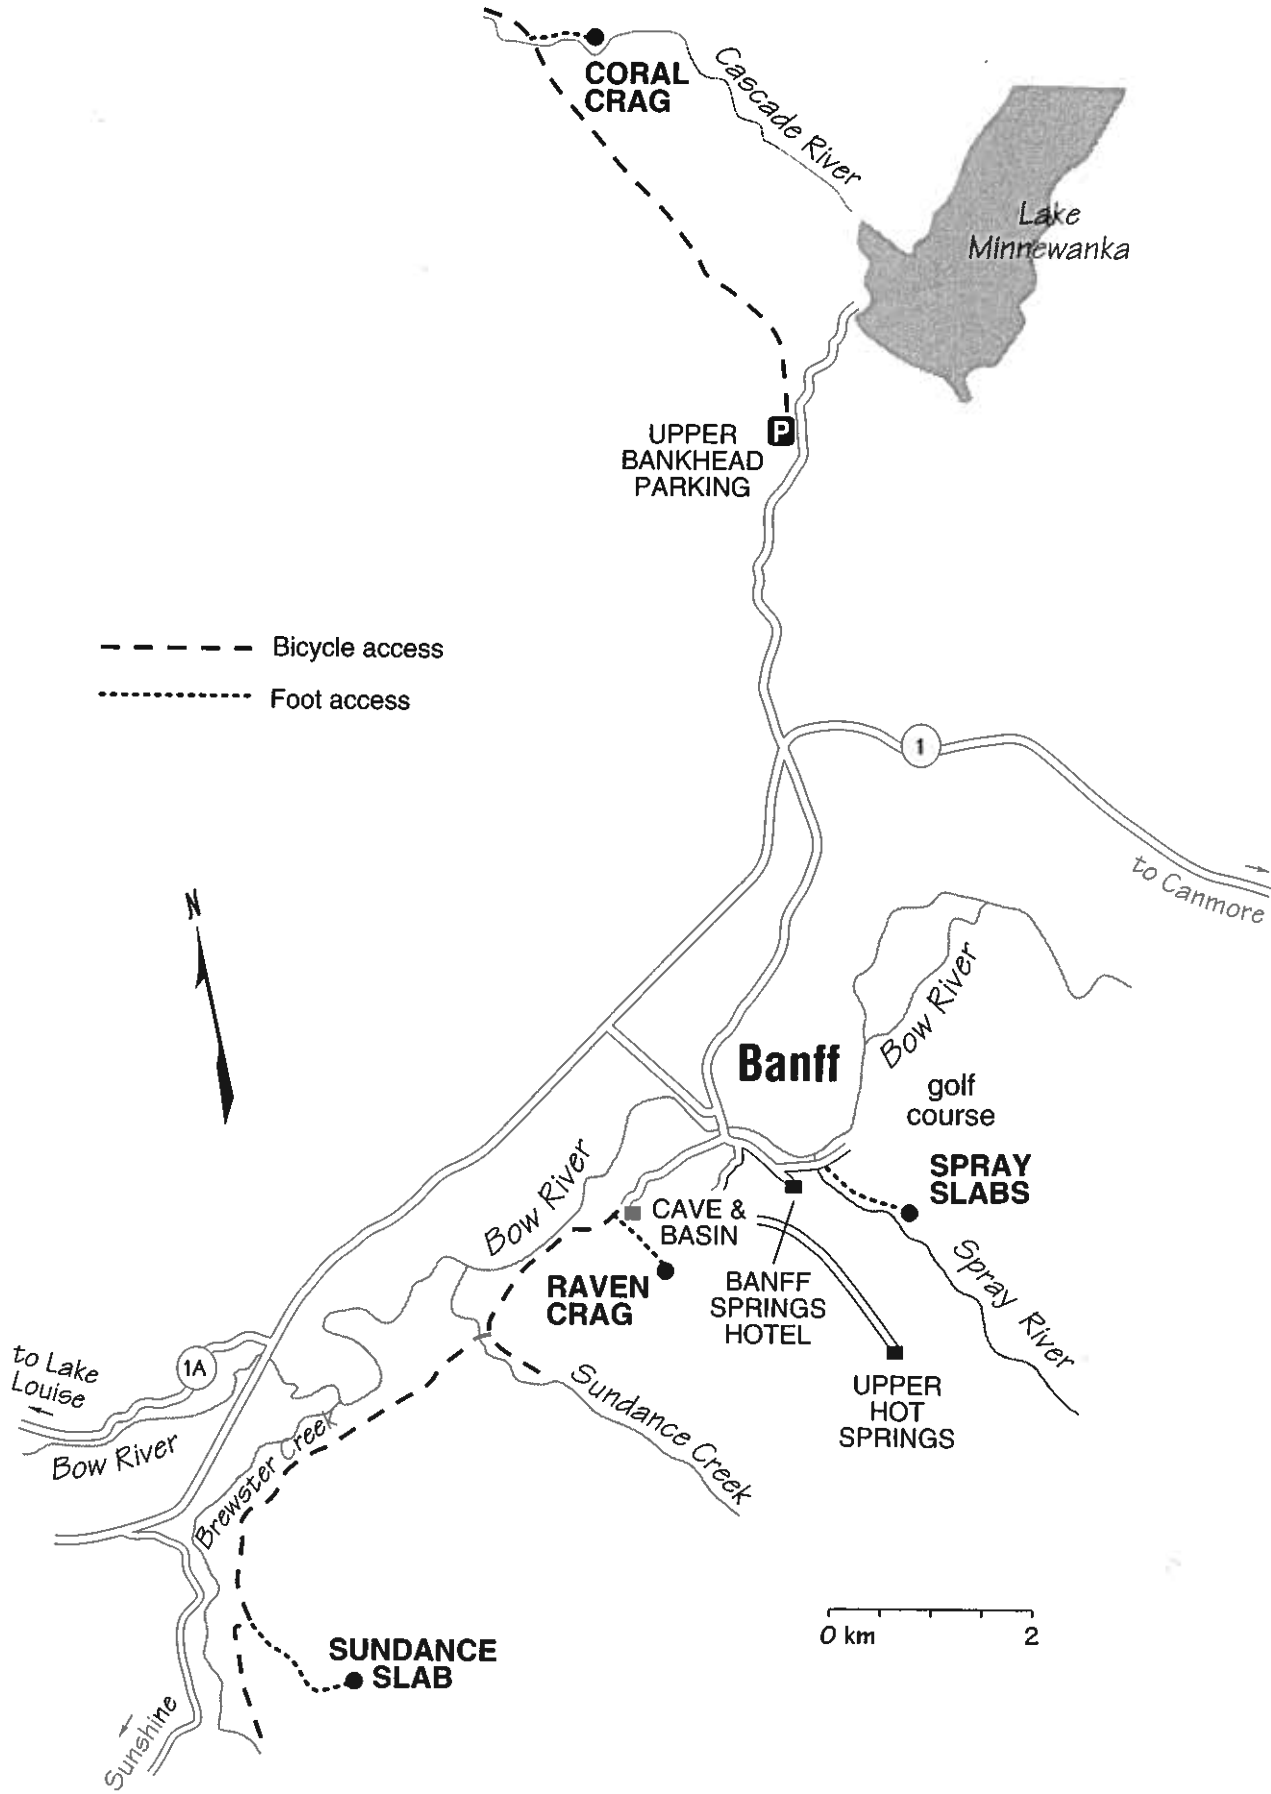 CORAL
CRAG
Cascade River
Lake
Minnewanka
P
UPPER
BANKHEAD
PARKING
Bicycle access
Foot access
1
to Canmore
N
Bow River
Banff
golf
course
SPRAY
SLABS
Bow River
CAVE &
BASIN
RAVEN
CRAG
BANFF
SPRINGS
HOTEL
Spray River
to Lake
Louise
1A
UPPER
HOT
SPRINGS
Sundance Creek
Bow River
Brewster Creek
0 km 2
SUNDANCE
SLAB
Sunshine